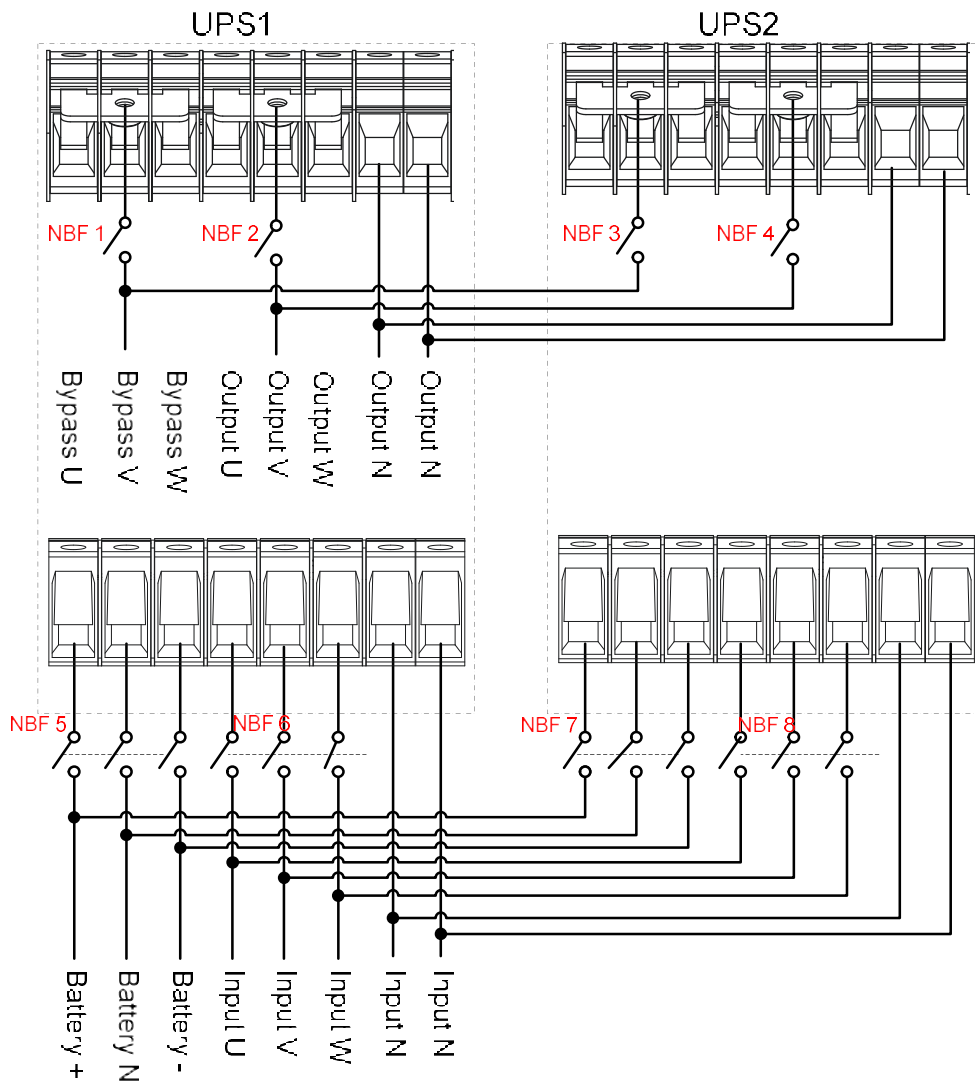 UPS1
UPS2
NBF 1
NBF 2
NBF 3
NBF 4
Bypass U
Bypass V
Bypass W
Output U
Output V
Output W
Output N
Output N
NBF 5
NBF 6
NBF 7
NBF 8
Battery +
Battery N
Battery -
Input U
Input V
Input W
Input N
Input N